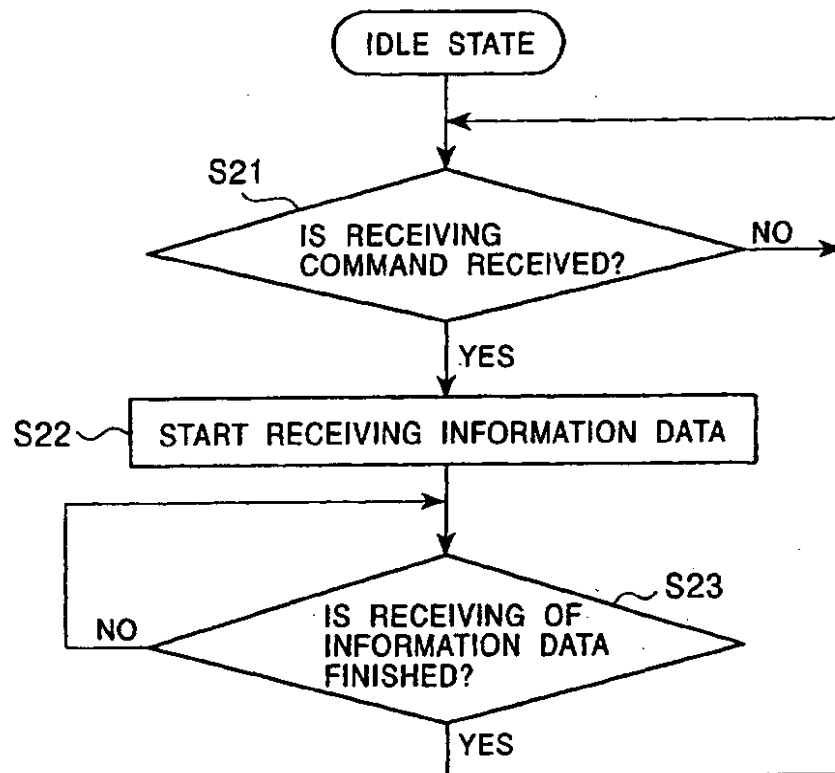 IDLE STATE
S21
IS RECEIVING
COMMAND RECEIVED?
NO
YES
S22
START RECEIVING INFORMATION DATA
S23
IS RECEIVING OF
INFORMATION DATA
FINISHED?
NO
YES